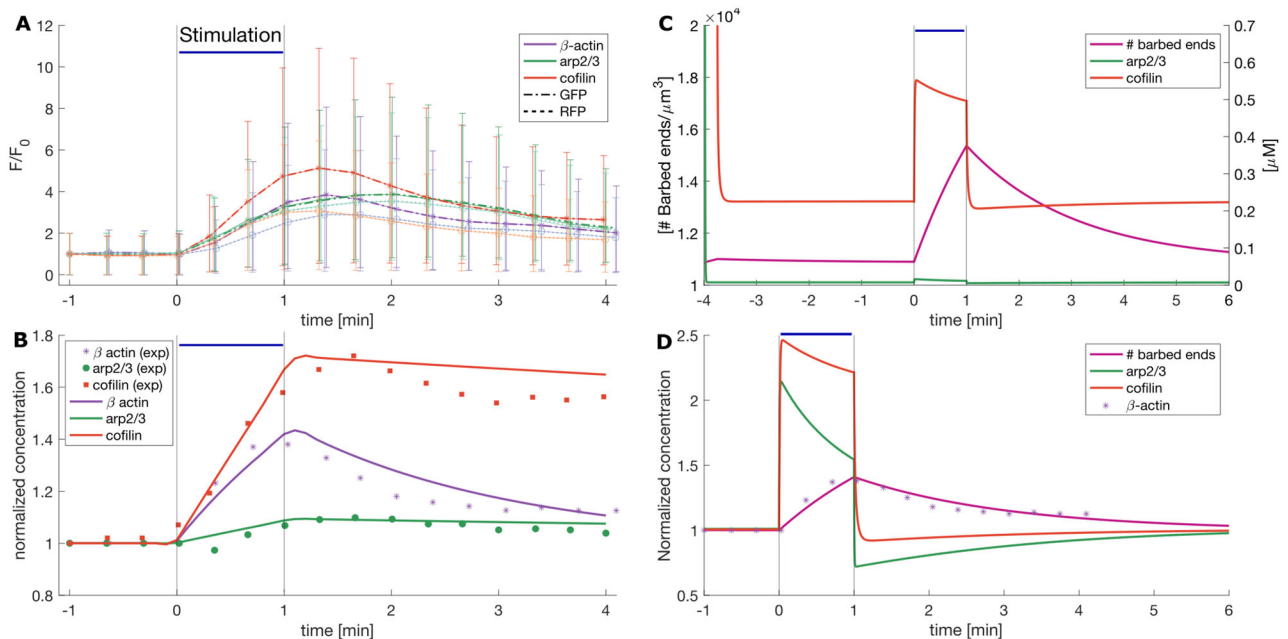 A
Stimulation
12
10
8
6
4
2
0
F/F0
β-actin
arp2/3
cofilin
GFP
RFP
-1 0 1 2 3 4
time [min]
B
1.8
1.6
1.4
1.2
1
0.8
normalized concentration
β actin (exp)
arp2/3 (exp)
cofilin (exp)
β actin
arp2/3
cofilin
-1 0 1 2 3 4
time [min]
C
×10⁴
2
1.8
1.6
1.4
1.2
1
[# Barbed ends/μm³]
# barbed ends
arp2/3
cofilin
0.7
0.6
0.5
0.4
0.3
0.2
0.1
0
[μM]
-4 -3 -2 -1 0 1 2 3 4 5 6
time [min]
D
2.5
2
1.5
1
0.5
Normalized concentration
# barbed ends
arp2/3
cofilin
β-actin
-1 0 1 2 3 4 5 6
time [min]